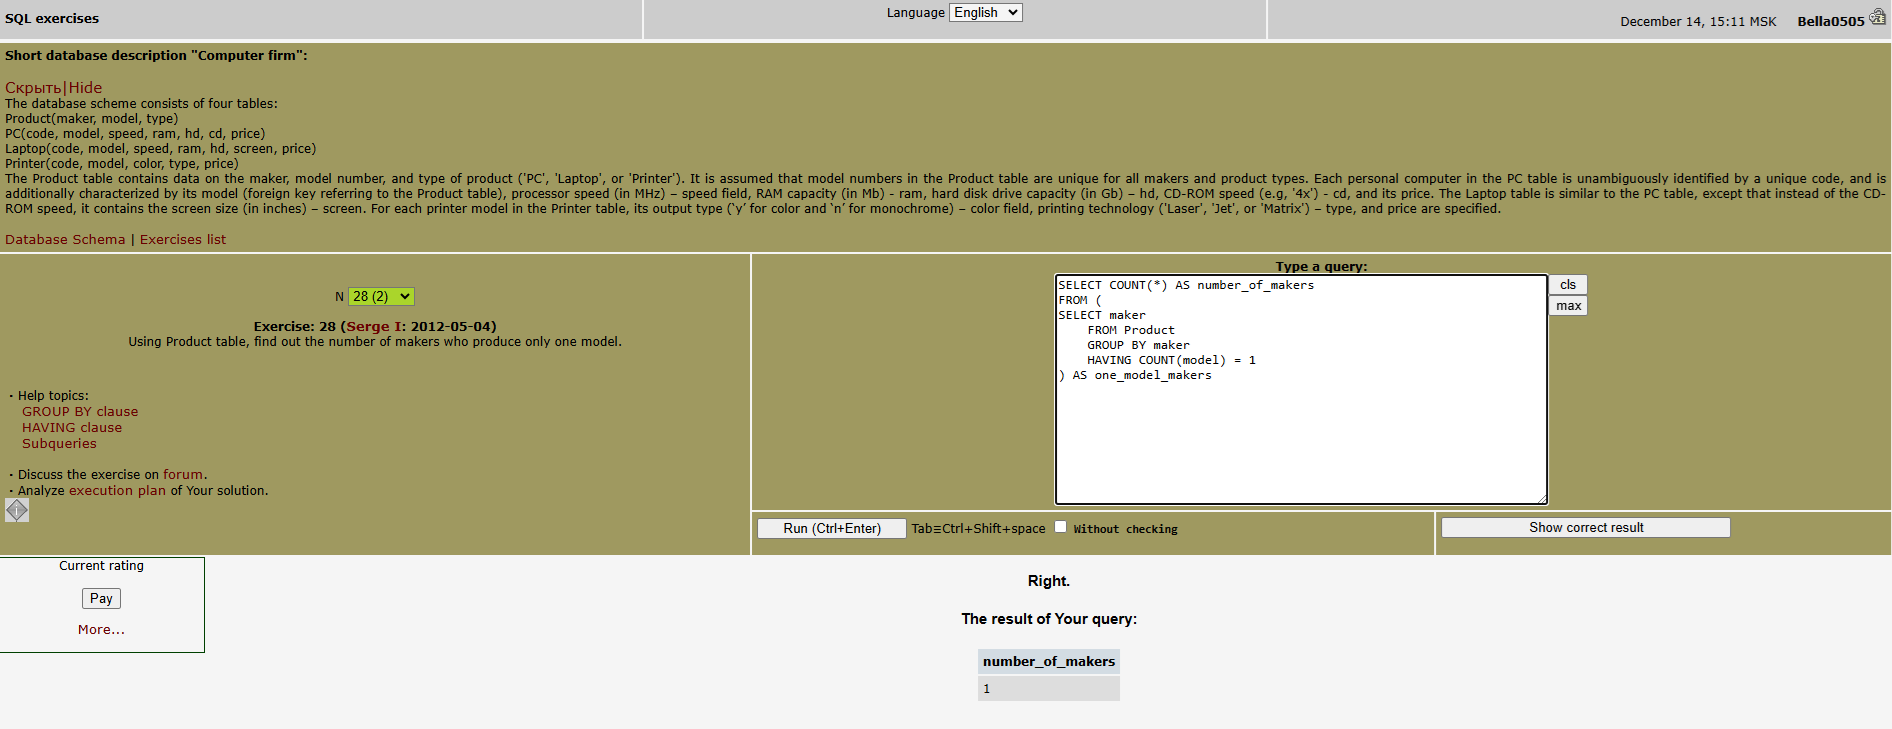 SQL exercises
Language English
December 14, 15:11 MSK Bella0505
Short database description "Computer firm":
Скрыть|Hide
The database scheme consists of four tables:
Product(maker, model, type)
PC(code, model, speed, ram, hd, cd, price)
Laptop(code, model, speed, ram, hd, screen, price)
Printer(code, model, color, type, price)
The Product table contains data on the maker, model number, and type of product ('PC', 'Laptop', or 'Printer'). It is assumed that model numbers in the Product table are unique for all makers and product types. Each personal computer in the PC table is unambiguously identified by a unique code, and is
additionally characterized by its model (foreign key referring to the Product table), processor speed (in MHz) – speed field, RAM capacity (in Mb) - ram, hard disk drive capacity (in Gb) – hd, CD-ROM speed (e.g, '4x') - cd, and its price. The Laptop table is similar to the PC table, except that instead of the CD-
ROM speed, it contains the screen size (in inches) – screen. For each printer model in the Printer table, its output type (‘y’ for color and ‘n’ for monochrome) – color field, printing technology ('Laser', 'Jet', or 'Matrix') – type, and price are specified.
Database Schema | Exercises list
N 28 (2)
Exercise: 28 (Serge I: 2012-05-04)
Using Product table, find out the number of makers who produce only one model.
· Help topics:
GROUP BY clause
HAVING clause
Subqueries
· Discuss the exercise on forum.
· Analyze execution plan of Your solution.
Type a query:
SELECT COUNT(*) AS number_of_makers
FROM (
SELECT maker
    FROM Product
    GROUP BY maker
    HAVING COUNT(model) = 1
) AS one_model_makers
cls
max
Run (Ctrl+Enter) Tab≡Ctrl+Shift+space Without checking
Show correct result
Current rating
Pay
More...
Right.
The result of Your query:
number_of_makers
1